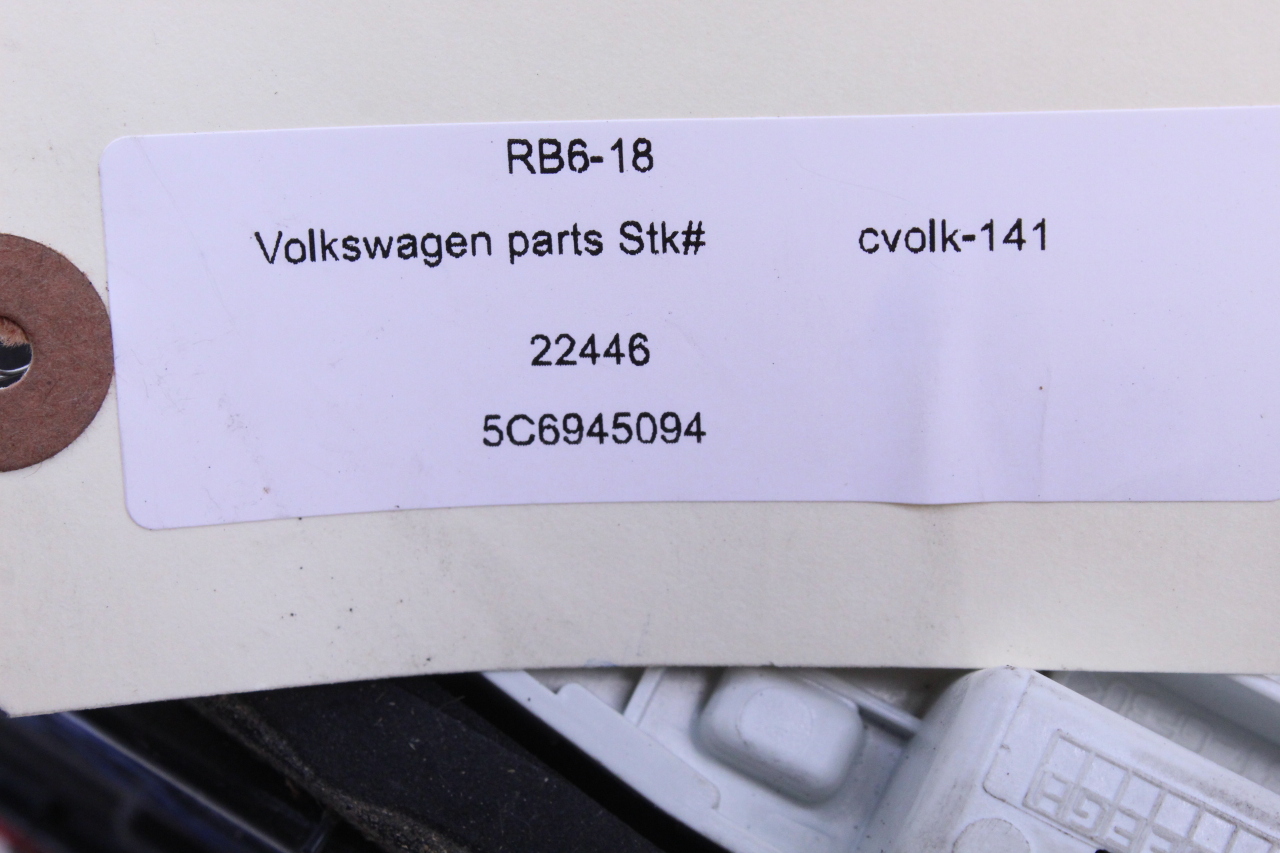 RB6-18
Volkswagen parts Stk# cvolk-141
22446
5C6945094